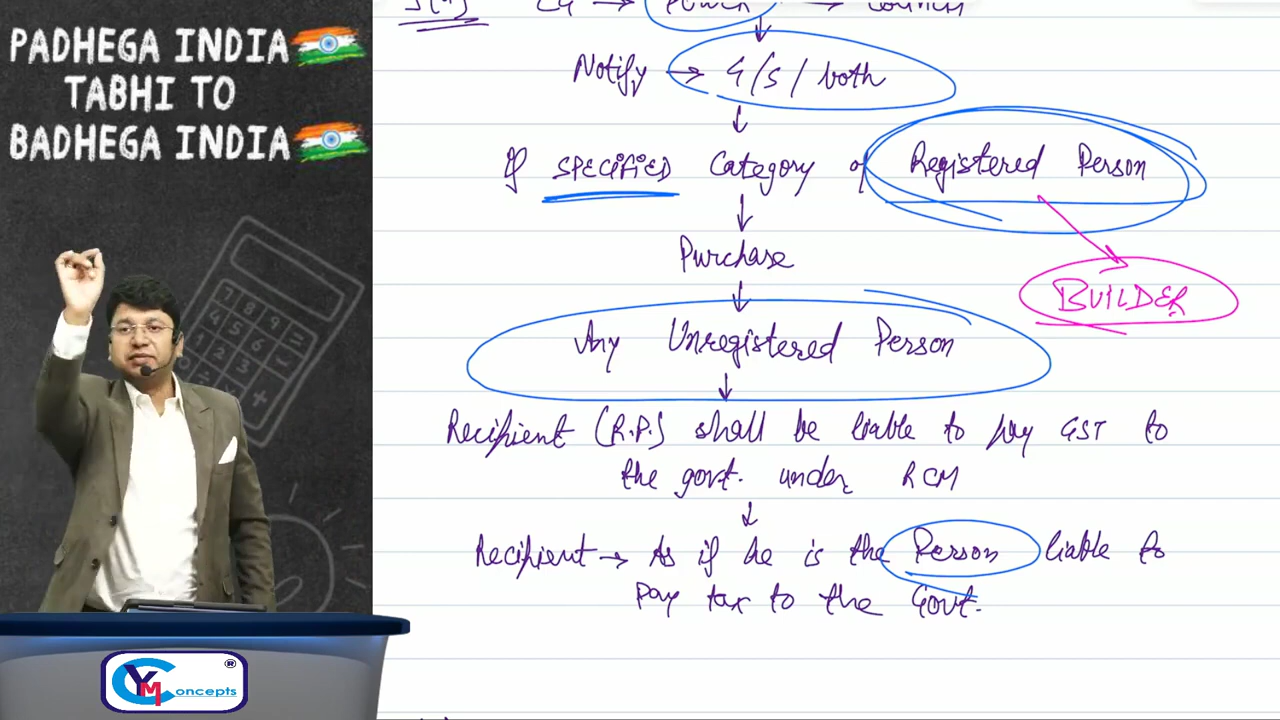 PADHEGA INDIA
TABHI TO
BADHEGA INDIA
Power
Notify → G/S/ both
↓
If SPECIFIED Category of Registered Person
↓
Purchase
BUILDER
↓
Any Unregistered Person
↓
Recipient (R.P.) shall be liable to pay GST to
the govt. under RCM
↓
Recipient → As if he is the Person liable to
Pay tax to the Govt.
YM Concepts ®